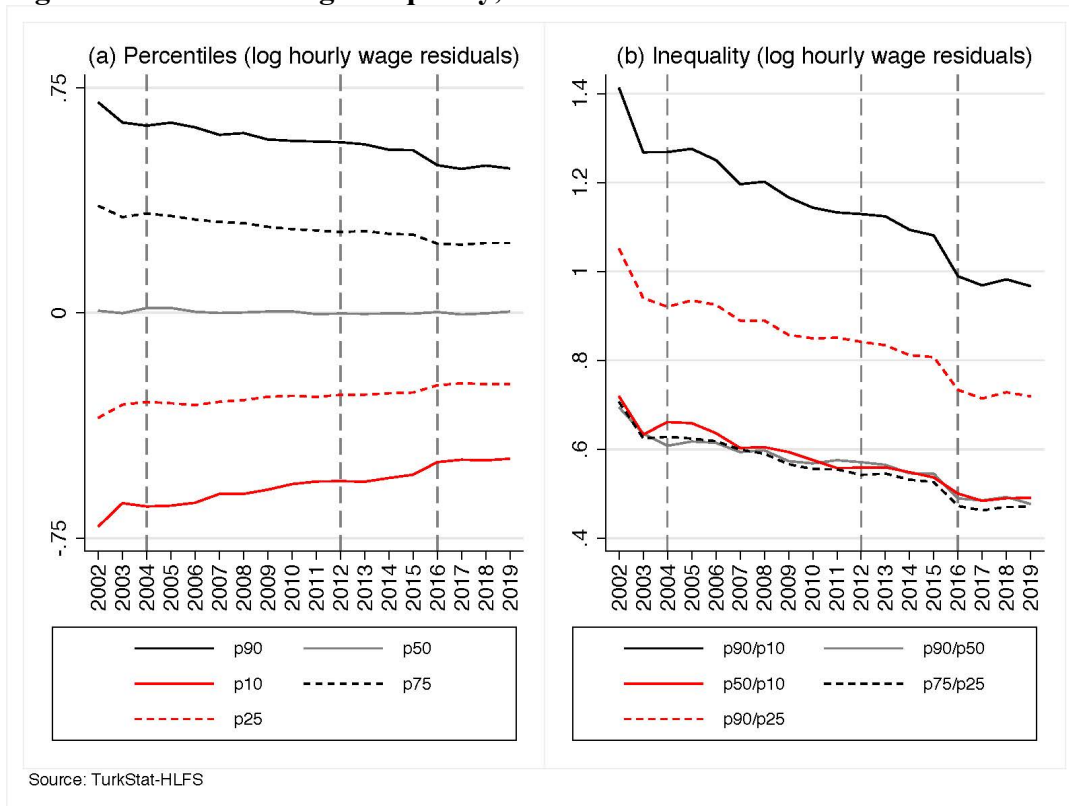 (a) Percentiles (log hourly wage residuals)
.75
0
-.75
2002 2003 2004 2005 2006 2007 2008 2009 2010 2011 2012 2013 2014 2015 2016 2017 2018 2019
p90 p50
p10 p75
p25
(b) Inequality (log hourly wage residuals)
1.4
1.2
1
.8
.6
.4
2002 2003 2004 2005 2006 2007 2008 2009 2010 2011 2012 2013 2014 2015 2016 2017 2018 2019
p90/p10 p90/p50
p50/p10 p75/p25
p90/p25
Source: TurkStat-HLFS